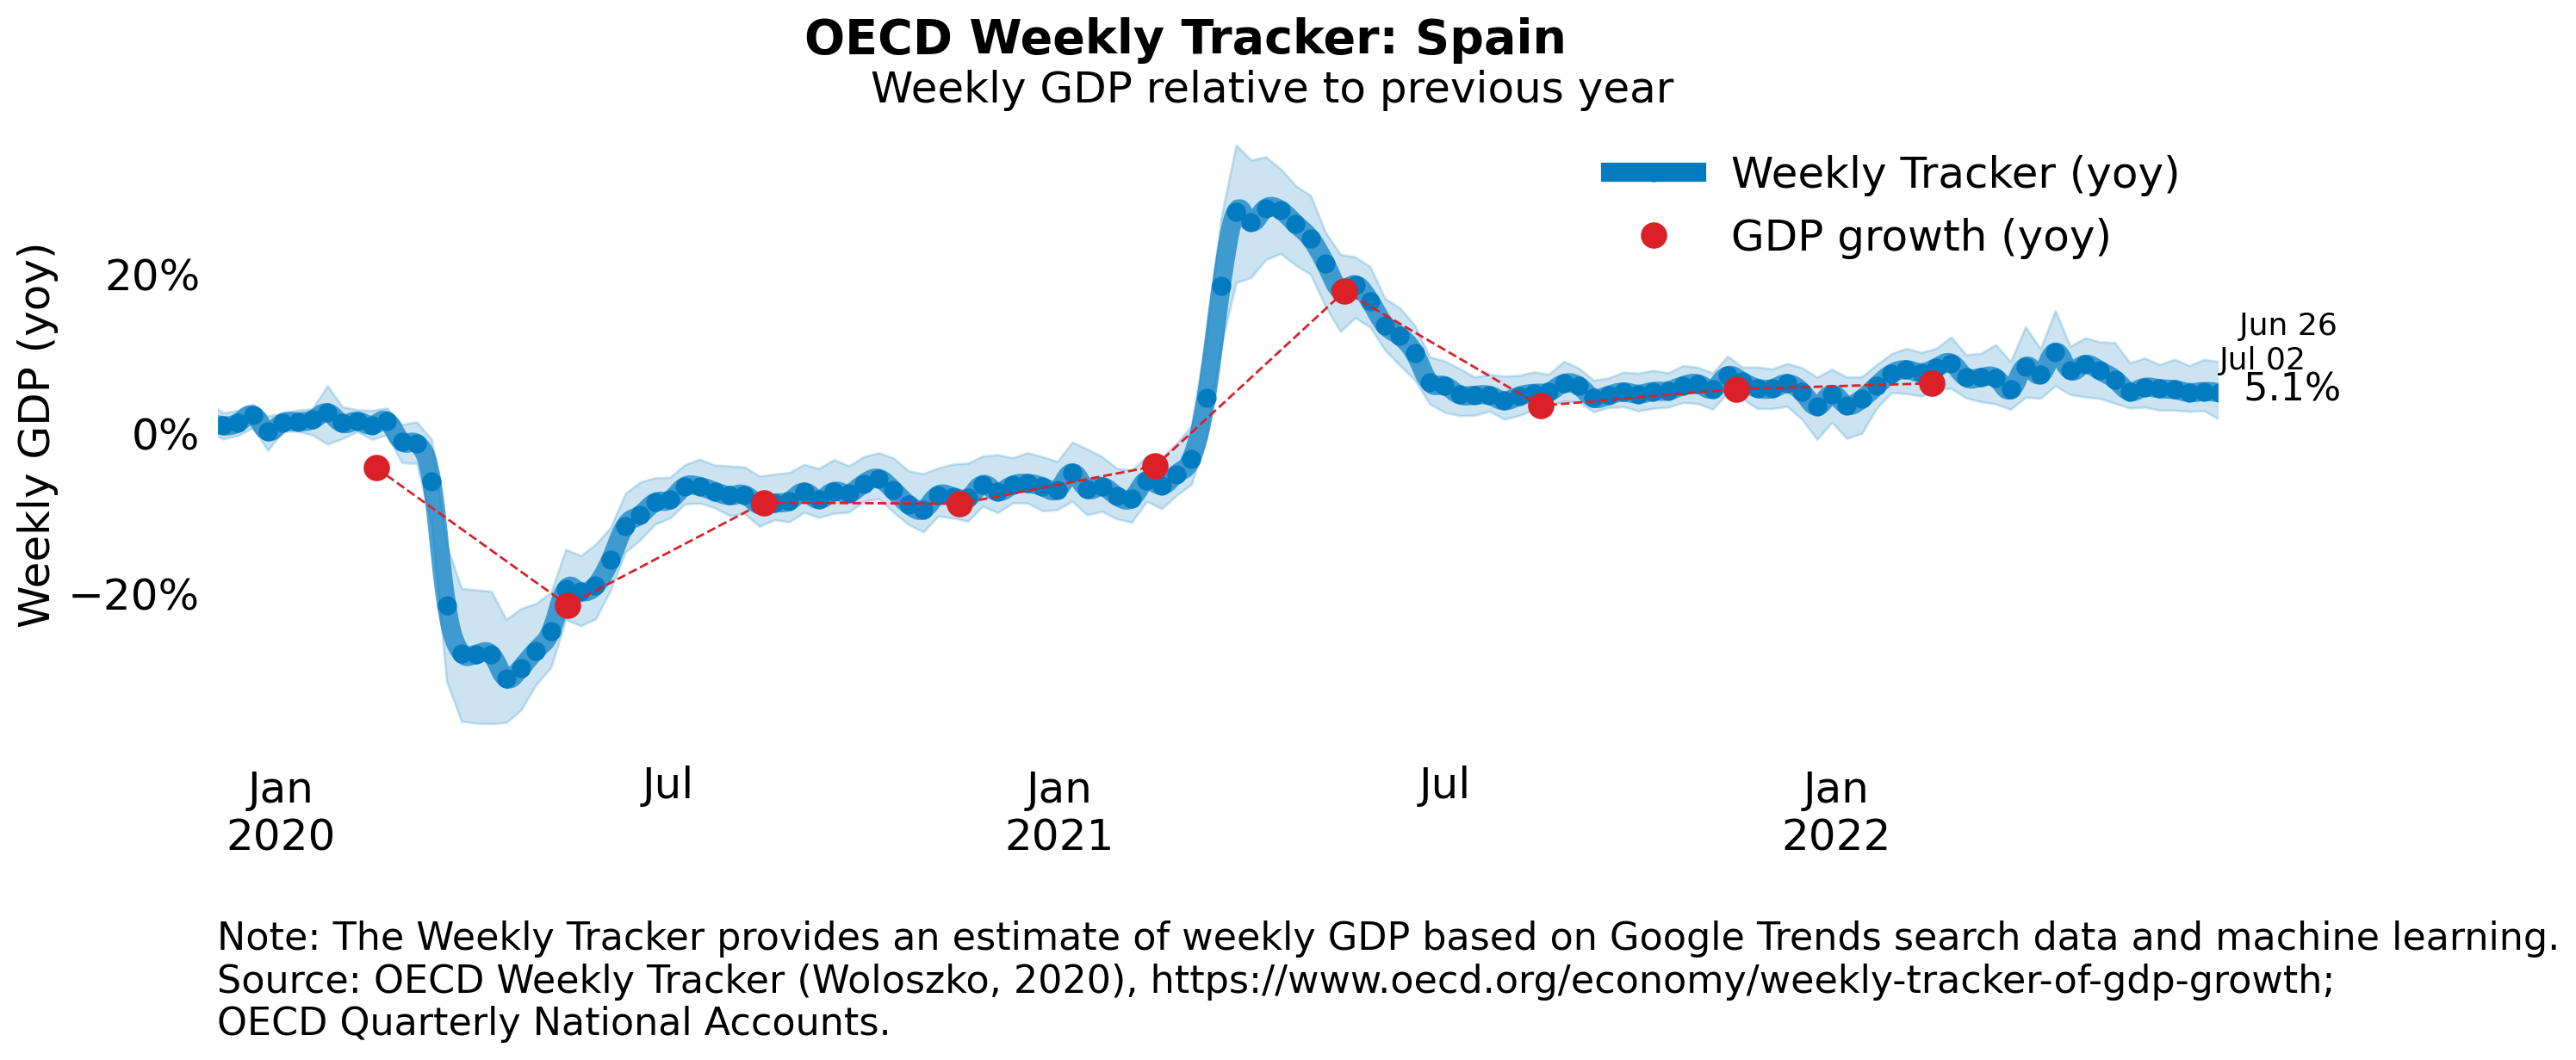 OECD Weekly Tracker: Spain
Weekly GDP relative to previous year
Weekly Tracker (yoy)
GDP growth (yoy)
Weekly GDP (yoy)
20%
0%
−20%
Jun 26
Jul 02
5.1%
Jan
2020
Jul
Jan
2021
Jul
Jan
2022
Note: The Weekly Tracker provides an estimate of weekly GDP based on Google Trends search data and machine learning.
Source: OECD Weekly Tracker (Woloszko, 2020), https://www.oecd.org/economy/weekly-tracker-of-gdp-growth;
OECD Quarterly National Accounts.